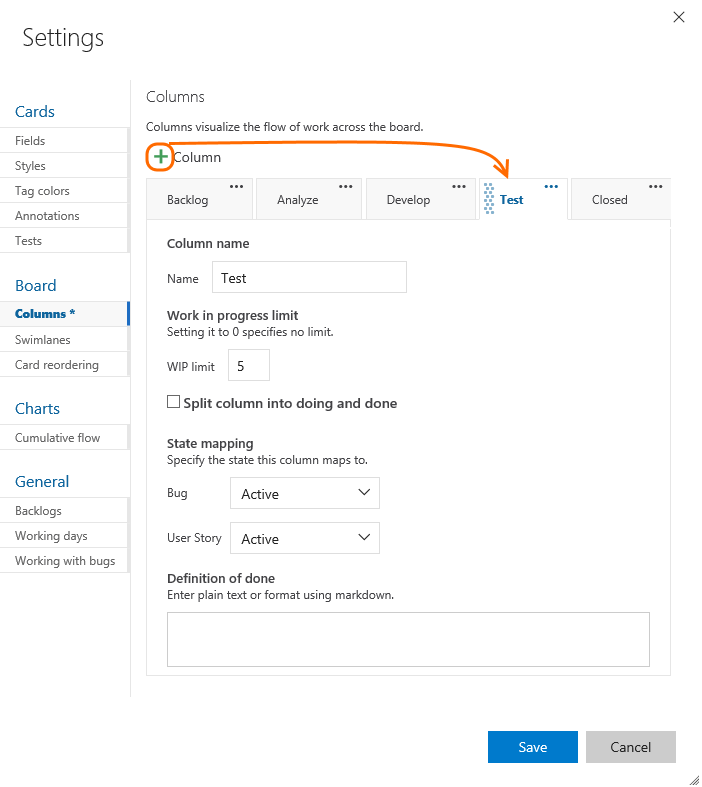 Settings
Cards
Fields
Styles
Tag colors
Annotations
Tests
Board
Columns *
Swimlanes
Card reordering
Charts
Cumulative flow
General
Backlogs
Working days
Working with bugs
Columns
Columns visualize the flow of work across the board.
Column
Backlog ... Analyze ... Develop ... Test ... Closed ...
Column name
Name Test
Work in progress limit
Setting it to 0 specifies no limit.
WIP limit 5
Split column into doing and done
State mapping
Specify the state this column maps to.
Bug Active
User Story Active
Definition of done
Enter plain text or format using markdown.
Save Cancel